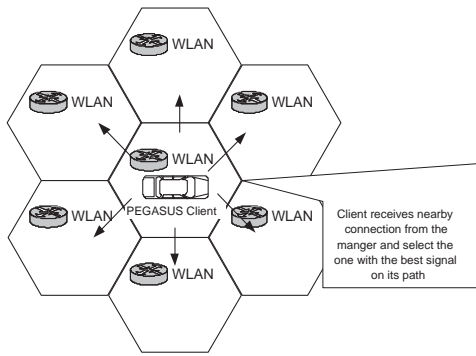 WLAN
WLAN
WLAN
WLAN
PEGASUS Client
WLAN
WLAN
WLAN
Client receives nearby
connection from the
manger and select the
one with the best signal
on its path